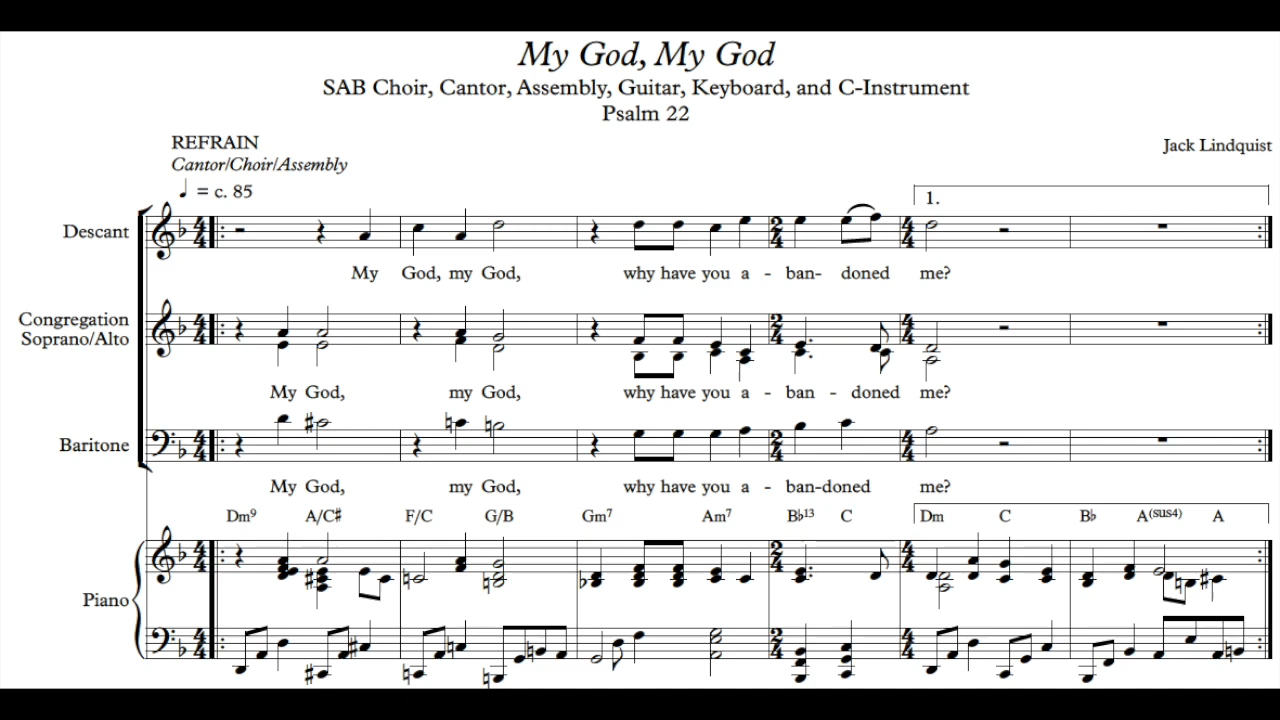 My God, My God
SAB Choir, Cantor, Assembly, Guitar, Keyboard, and C-Instrument
Psalm 22
REFRAIN
Jack Lindquist
Cantor/Choir/Assembly
♩ = c. 85
1.
Descant
My God, my God, why have you a - ban- doned me?
Congregation
Soprano/Alto
My God, my God, why have you a - ban - doned me?
Baritone
My God, my God, why have you a - ban-doned me?
Dm9 A/C♯ F/C G/B Gm7 Am7 B♭13 C Dm C B♭ A(sus4) A
Piano